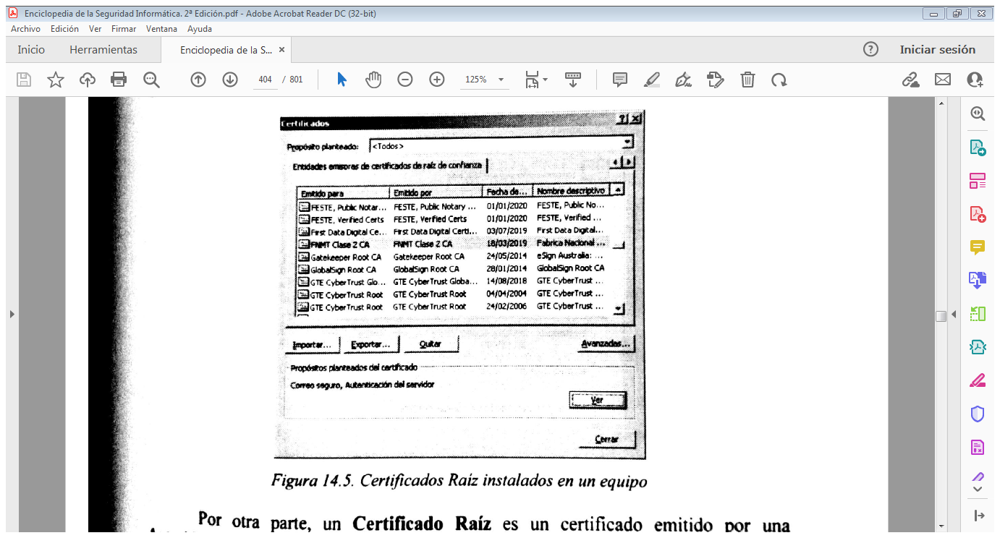 Enciclopedia de la Seguridad Informática. 2ª Edición.pdf - Adobe Acrobat Reader DC (32-bit)
Archivo Edición Ver Firmar Ventana Ayuda
Inicio Herramientas Enciclopedia de la S... × Iniciar sesión
404 / 801 125%
Certificados
Propósito planteado: <Todos>
Entidades emisoras de certificados de raíz de confianza
Emitido para Emitido por Fecha de... Nombre descriptivo
FESTE, Public Notar... FESTE, Public Notary ... 01/01/2020 FESTE, Public No...
FESTE, Verified Certs FESTE, Verified Certs 01/01/2020 FESTE, Verified ...
First Data Digital Ce... First Data Digital Certi... 03/07/2019 First Data Digital...
FNMT Clase 2 CA FNMT Clase 2 CA 18/03/2019 Fabrica Nacional ...
Gatekeeper Root CA Gatekeeper Root CA 24/05/2014 eSign Australia: ...
GlobalSign Root CA GlobalSign Root CA 28/01/2014 GlobalSign Root CA
GTE CyberTrust Glo... GTE CyberTrust Globa... 14/08/2018 GTE CyberTrust ...
GTE CyberTrust Root GTE CyberTrust Root 04/04/2004 GTE CyberTrust ...
GTE CyberTrust Root GTE CyberTrust Root 24/02/2006 GTE CyberTrust ...
Importar... Exportar... Quitar Avanzadas...
Propósitos planteados del certificado
Correo seguro, Autenticación del servidor
Ver
Cerrar
Figura 14.5. Certificados Raíz instalados en un equipo
Por otra parte, un Certificado Raíz es un certificado emitido por una